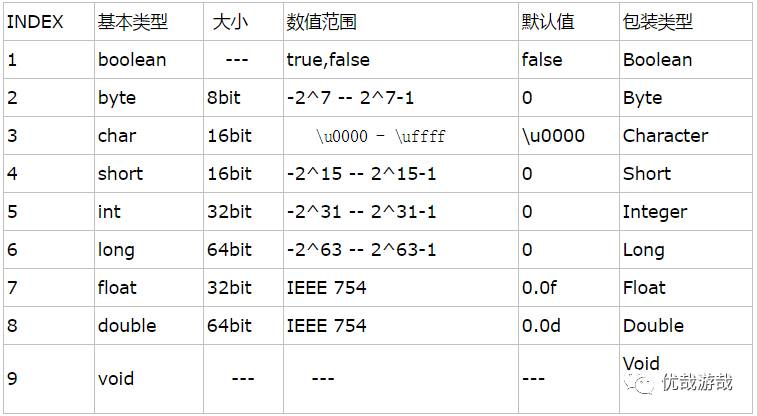 INDEX 基本类型 大小 数值范围 默认值 包装类型
1 boolean --- true,false false Boolean
2 byte 8bit -2^7 -- 2^7-1 0 Byte
3 char 16bit \u0000 - \uffff \u0000 Character
4 short 16bit -2^15 -- 2^15-1 0 Short
5 int 32bit -2^31 -- 2^31-1 0 Integer
6 long 64bit -2^63 -- 2^63-1 0 Long
7 float 32bit IEEE 754 0.0f Float
8 double 64bit IEEE 754 0.0d Double
9 void --- --- --- Void
优哉游哉